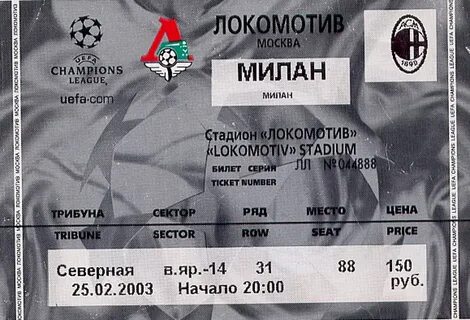 ЛОКОМОТИВ
МОСКВА
UEFA
CHAMPIONS
LEAGUE
uefa.com
МИЛАН
МИЛАН
1899
Стадион «ЛОКОМОТИВ»
«LOKOMOTIV» STADIUM
БИЛЕТ СЕРИЯ ЛЛ №044888
TICKET NUMBER
ТРИБУНА СЕКТОР РЯД МЕСТО ЦЕНА
TRIBUNE SECTOR ROW SEAT PRICE
Северная в.яр.-14 31 88 150
25.02.2003 Начало 20:00 руб.